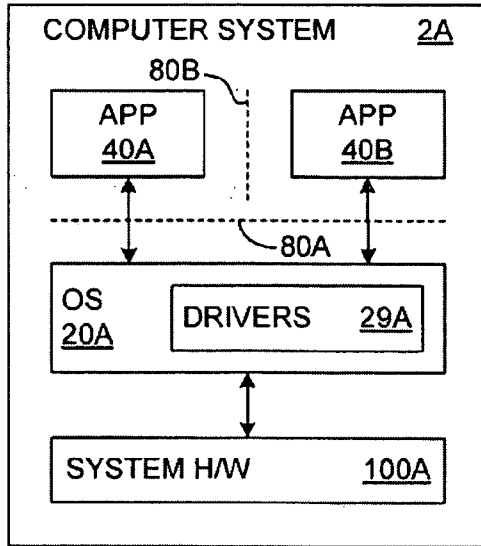 COMPUTER SYSTEM 2A
80B
APP
40A
APP
40B
80A
OS
20A
DRIVERS 29A
SYSTEM H/W 100A